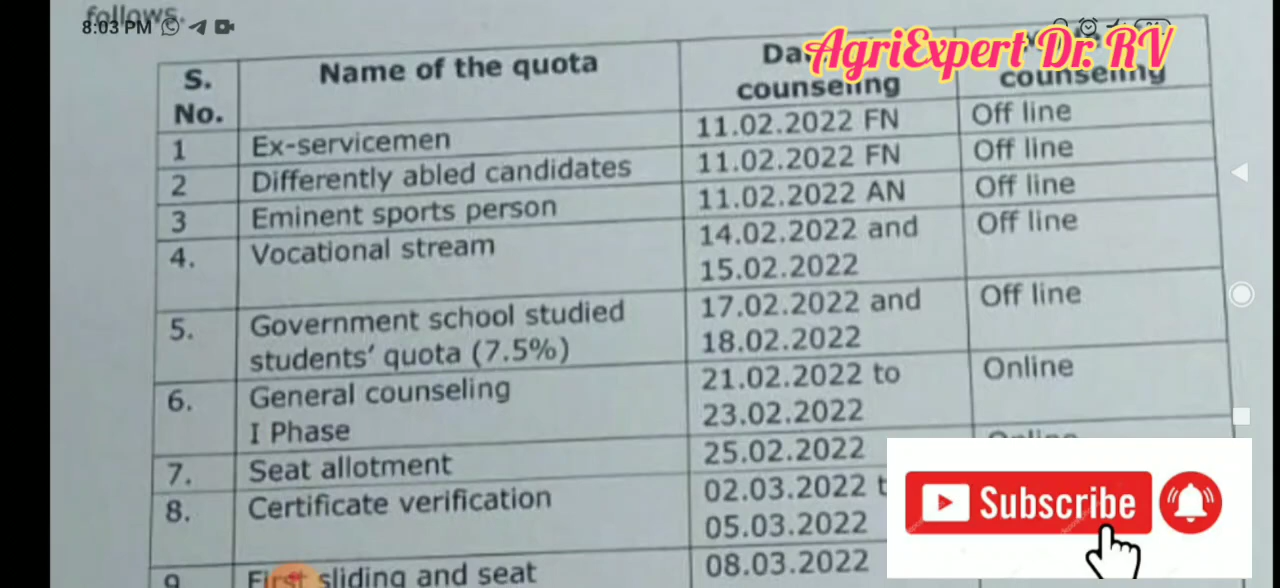 follows.
8:03 PM
AgriExpert Dr. RV
S. No.
Name of the quota
counseling
counseling
1 Ex-servicemen 11.02.2022 FN Off line
2 Differently abled candidates 11.02.2022 FN Off line
3 Eminent sports person 11.02.2022 AN Off line
4. Vocational stream 14.02.2022 and Off line
15.02.2022
5. Government school studied 17.02.2022 and Off line
students' quota (7.5%) 18.02.2022
6. General counseling 21.02.2022 to Online
I Phase 23.02.2022
7. Seat allotment 25.02.2022 Online
8. Certificate verification 02.03.2022
05.03.2022
9 First sliding and seat 08.03.2022
Subscribe